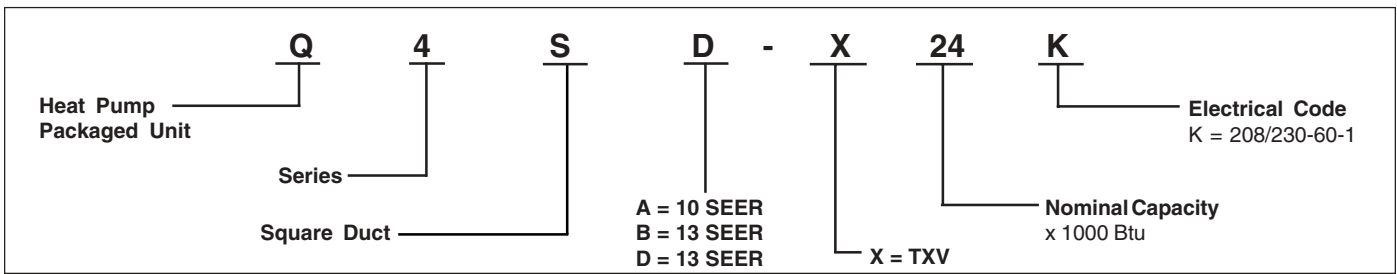 Q 4 S D - X 24 K
Heat Pump
Packaged Unit
Electrical Code
K = 208/230-60-1
Series
A = 10 SEER
B = 13 SEER
D = 13 SEER
Nominal Capacity
x 1000 Btu
Square Duct
X = TXV